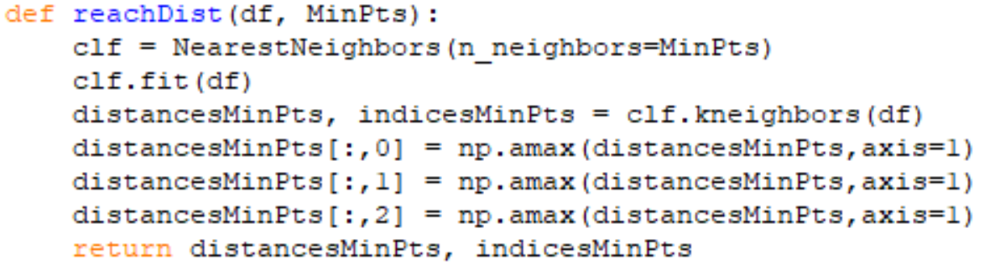 def reachDist(df, MinPts):
    clf = NearestNeighbors(n_neighbors=MinPts)
    clf.fit(df)
    distancesMinPts, indicesMinPts = clf.kneighbors(df)
    distancesMinPts[:,0] = np.amax(distancesMinPts,axis=1)
    distancesMinPts[:,1] = np.amax(distancesMinPts,axis=1)
    distancesMinPts[:,2] = np.amax(distancesMinPts,axis=1)
    return distancesMinPts, indicesMinPts